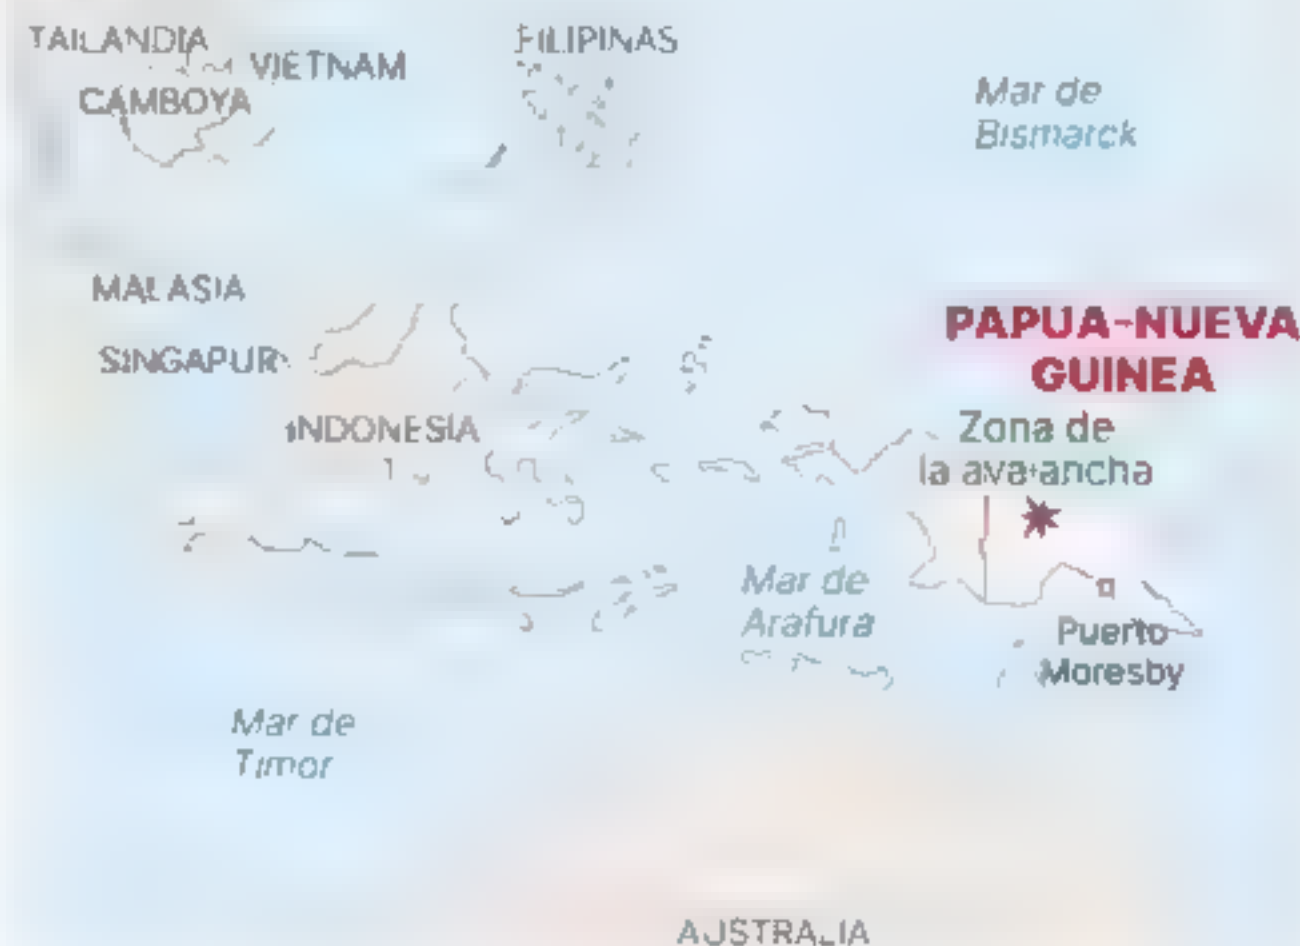 TAILANDIA
VIETNAM
FILIPINAS
CAMBOYA
Mar de
Bismarck
MALASIA
PAPUA-NUEVA
GUINEA
SINGAPUR
INDONESIA
Zona de
la avalancha
Mar de
Arafura
Puerto
Moresby
Mar de
Timor
AUSTRALIA